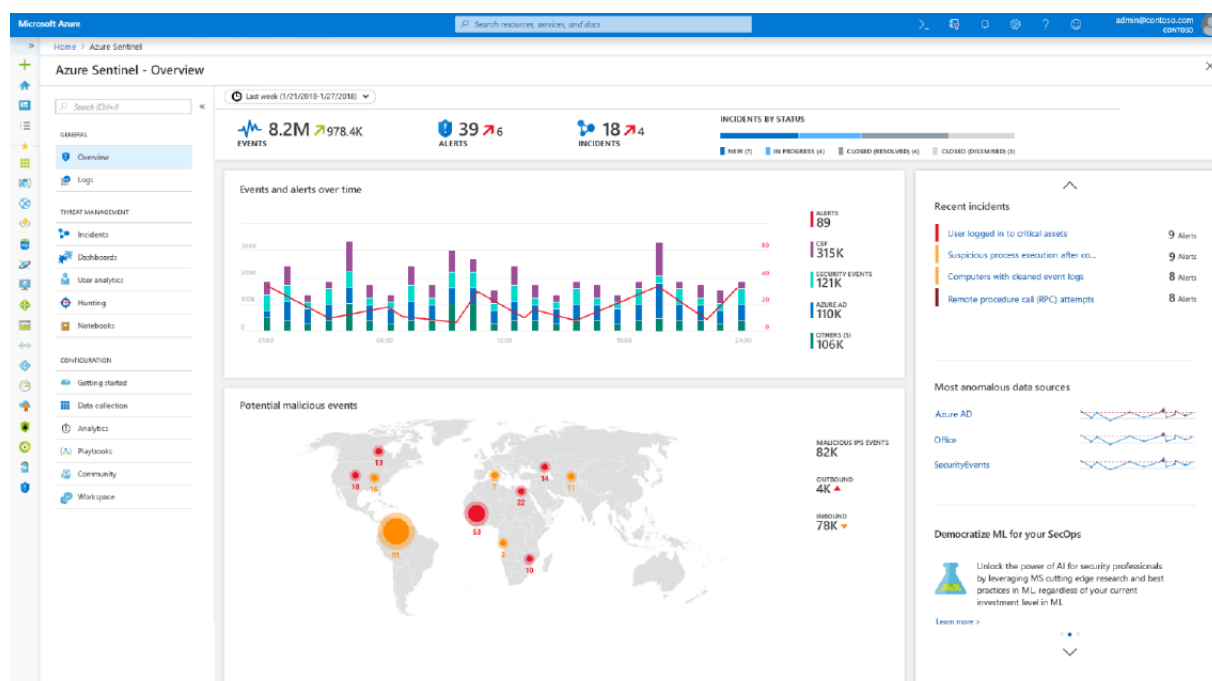 Microsoft Azure
Search resources, services, and docs
admin@contoso.com
CONTOSO
Home > Azure Sentinel
Azure Sentinel - Overview
Search (Ctrl+/)
GENERAL
Overview
Logs
THREAT MANAGEMENT
Incidents
Dashboards
User analytics
Hunting
Notebooks
CONFIGURATION
Getting started
Data collection
Analytics
Playbooks
Community
Workspace
Last week (1/21/2018-1/27/2018)
8.2M 978.4K
EVENTS
39 6
ALERTS
18 4
INCIDENTS
INCIDENTS BY STATUS
NEW (7) IN PROGRESS (4) CLOSED (RESOLVED) (4) CLOSED (DISSMISED) (3)
Events and alerts over time
300K
200K
100K
0
60
40
20
0
01:00 06:00 12:00 18:00 24:00
ALERTS
89
CEF
315K
SECURITY EVENTS
121K
AZURE AD
110K
OTHERS (5)
106K
Potential malicious events
13
18
16
7
14
11
22
53
81
3
10
MALICIOUS IPS EVENTS
82K
OUTBOUND
4K
INBOUND
78K
Recent incidents
User logged in to critical assets 9 Alerts
Suspicious process execution after co... 9 Alerts
Computers with cleaned event logs 8 Alerts
Remote procedure call (RPC) attempts 8 Alerts
Most anomalous data sources
Azure AD
Office
SecurityEvents
Democratize ML for your SecOps
Unlock the power of AI for security professionals
by leveraging MS cutting edge research and best
practices in ML, regardless of your current
investment level in ML
Learn more >